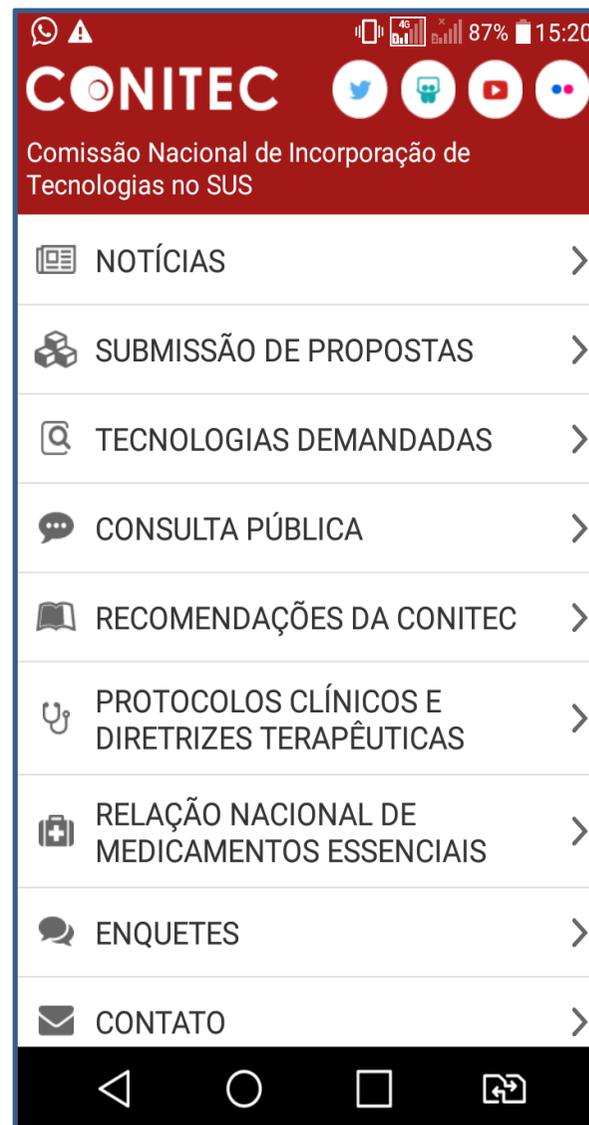 4G 87% 15:20
CONITEC
Comissão Nacional de Incorporação de
Tecnologias no SUS
NOTÍCIAS
SUBMISSÃO DE PROPOSTAS
TECNOLOGIAS DEMANDADAS
CONSULTA PÚBLICA
RECOMENDAÇÕES DA CONITEC
PROTOCOLOS CLÍNICOS E
DIRETRIZES TERAPÊUTICAS
RELAÇÃO NACIONAL DE
MEDICAMENTOS ESSENCIAIS
ENQUETES
CONTATO